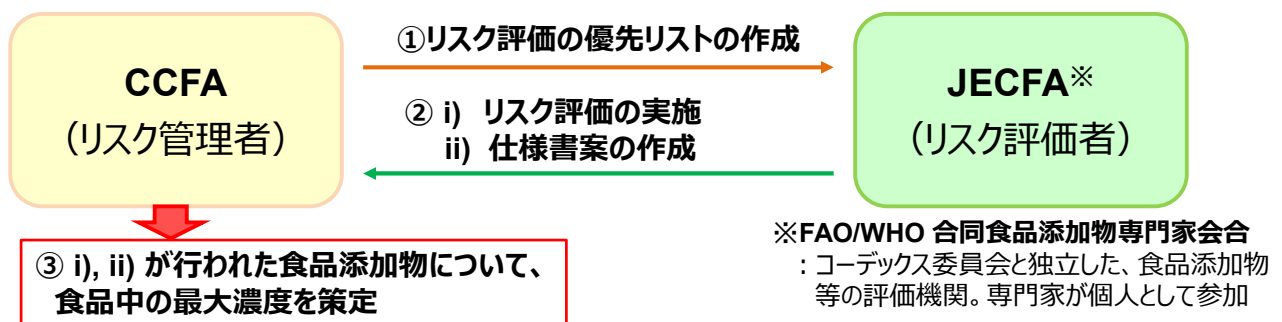 ①リスク評価の優先リストの作成
CCFA
（リスク管理者）
② i) リスク評価の実施
ii) 仕様書案の作成
JECFA※
（リスク評価者）
③ i), ii) が行われた食品添加物について、
食品中の最大濃度を策定
※FAO/WHO 合同食品添加物専門家会合
：コーデックス委員会と独立した、食品添加物
等の評価機関。専門家が個人として参加